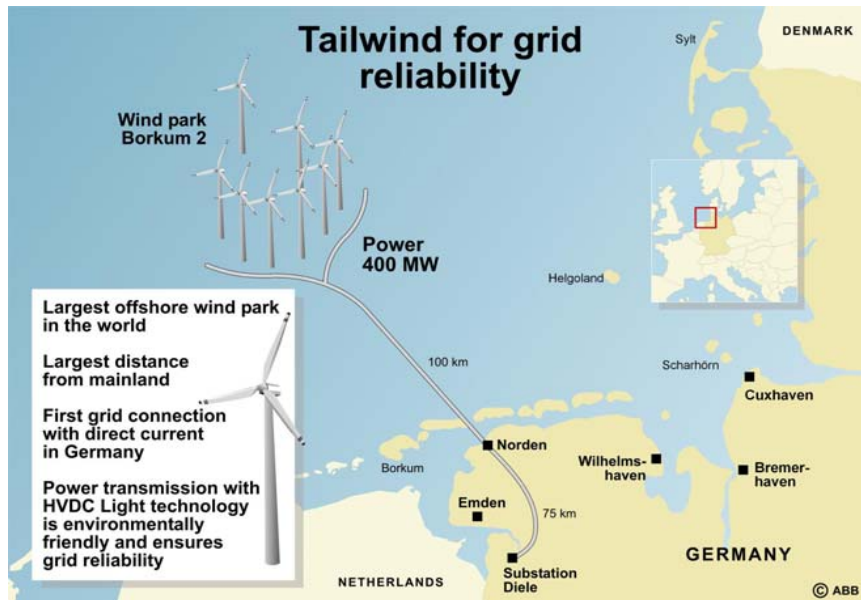 Tailwind for grid
reliability
Sylt
DENMARK
Wind park
Borkum 2
Power
400 MW
Helgoland
Largest offshore wind park
in the world
Largest distance
from mainland
First grid connection
with direct current
in Germany
Power transmission with
HVDC Light technology
is environmentally
friendly and ensures
grid reliability
100 km
Scharhörn
Cuxhaven
Norden
Borkum
Wilhelms-
haven
Bremer-
haven
Emden
75 km
Substation
Diele
GERMANY
NETHERLANDS
© ABB